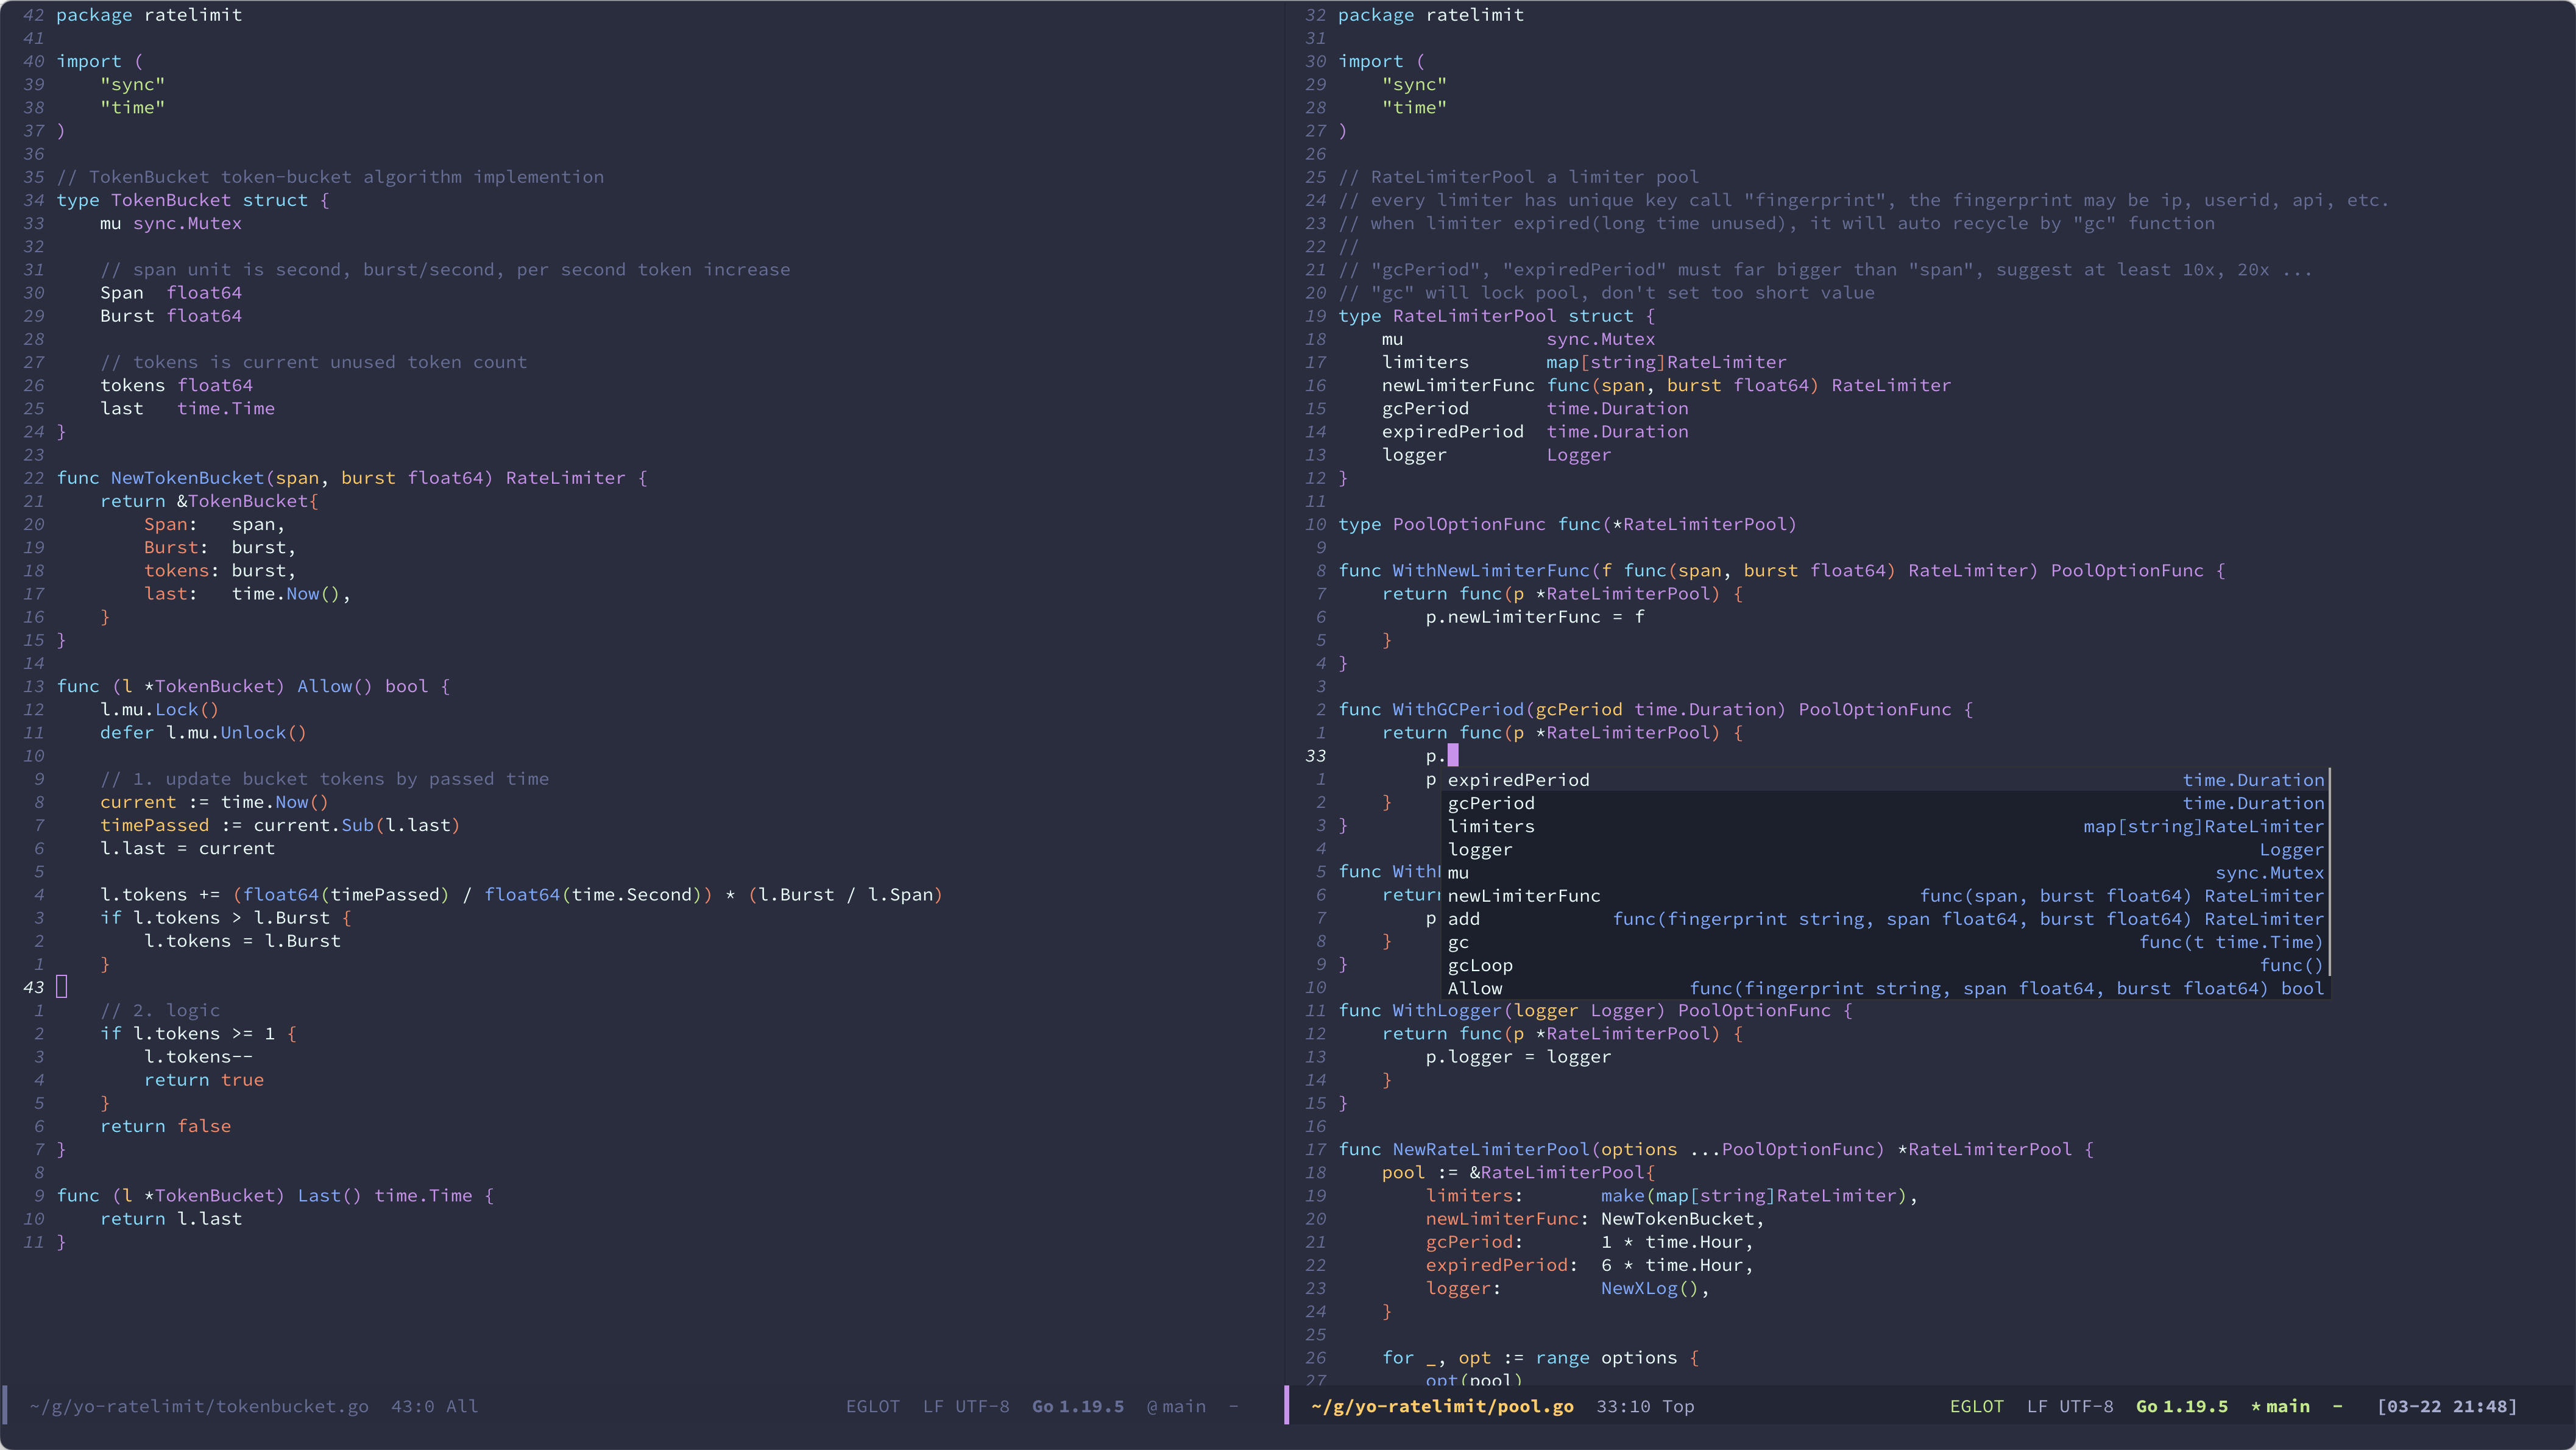 42 package ratelimit
41
40 import (
39     "sync"
38     "time"
37 )
36
35 // TokenBucket token-bucket algorithm implemention
34 type TokenBucket struct {
33     mu sync.Mutex
32
31     // span unit is second, burst/second, per second token increase
30     Span  float64
29     Burst float64
28
27     // tokens is current unused token count
26     tokens float64
25     last   time.Time
24 }
23
22 func NewTokenBucket(span, burst float64) RateLimiter {
21     return &TokenBucket{
20         Span:   span,
19         Burst:  burst,
18         tokens: burst,
17         last:   time.Now(),
16     }
15 }
14
13 func (l *TokenBucket) Allow() bool {
12     l.mu.Lock()
11     defer l.mu.Unlock()
10
9     // 1. update bucket tokens by passed time
8     current := time.Now()
7     timePassed := current.Sub(l.last)
6     l.last = current
5
4     l.tokens += (float64(timePassed) / float64(time.Second)) * (l.Burst / l.Span)
3     if l.tokens > l.Burst {
2         l.tokens = l.Burst
1     }
43
1     // 2. logic
2     if l.tokens >= 1 {
3         l.tokens--
4         return true
5     }
6     return false
7 }
8
9 func (l *TokenBucket) Last() time.Time {
10     return l.last
11 }
~/g/yo-ratelimit/tokenbucket.go  43:0 All  EGLOT  LF UTF-8  Go 1.19.5  @main  -
32 package ratelimit
31
30 import (
29     "sync"
28     "time"
27 )
26
25 // RateLimiterPool a limiter pool
24 // every limiter has unique key call "fingerprint", the fingerprint may be ip, userid, api, etc.
23 // when limiter expired(long time unused), it will auto recycle by "gc" function
22 //
21 // "gcPeriod", "expiredPeriod" must far bigger than "span", suggest at least 10x, 20x ...
20 // "gc" will lock pool, don't set too short value
19 type RateLimiterPool struct {
18     mu             sync.Mutex
17     limiters       map[string]RateLimiter
16     newLimiterFunc func(span, burst float64) RateLimiter
15     gcPeriod       time.Duration
14     expiredPeriod  time.Duration
13     logger         Logger
12 }
11
10 type PoolOptionFunc func(*RateLimiterPool)
9
8 func WithNewLimiterFunc(f func(span, burst float64) RateLimiter) PoolOptionFunc {
7     return func(p *RateLimiterPool) {
6         p.newLimiterFunc = f
5     }
4 }
3
2 func WithGCPeriod(gcPeriod time.Duration) PoolOptionFunc {
1     return func(p *RateLimiterPool) {
33         p.
1         p expiredPeriod time.Duration
2     } gcPeriod time.Duration
3 } limiters map[string]RateLimiter
4 logger Logger
5 func With mu sync.Mutex
6     return newLimiterFunc func(span, burst float64) RateLimiter
7         p add func(fingerprint string, span float64, burst float64) RateLimiter
8     } gc func(t time.Time)
9 } gcLoop func()
10 Allow func(fingerprint string, span float64, burst float64) bool
11 func WithLogger(logger Logger) PoolOptionFunc {
12     return func(p *RateLimiterPool) {
13         p.logger = logger
14     }
15 }
16
17 func NewRateLimiterPool(options ...PoolOptionFunc) *RateLimiterPool {
18     pool := &RateLimiterPool{
19         limiters:       make(map[string]RateLimiter),
20         newLimiterFunc: NewTokenBucket,
21         gcPeriod:       1 * time.Hour,
22         expiredPeriod:  6 * time.Hour,
23         logger:         NewXLog(),
24     }
25
26     for _, opt := range options {
27         opt(pool)
~/g/yo-ratelimit/pool.go  33:10 Top  EGLOT  LF UTF-8  Go 1.19.5  *main  -  [03-22 21:48]